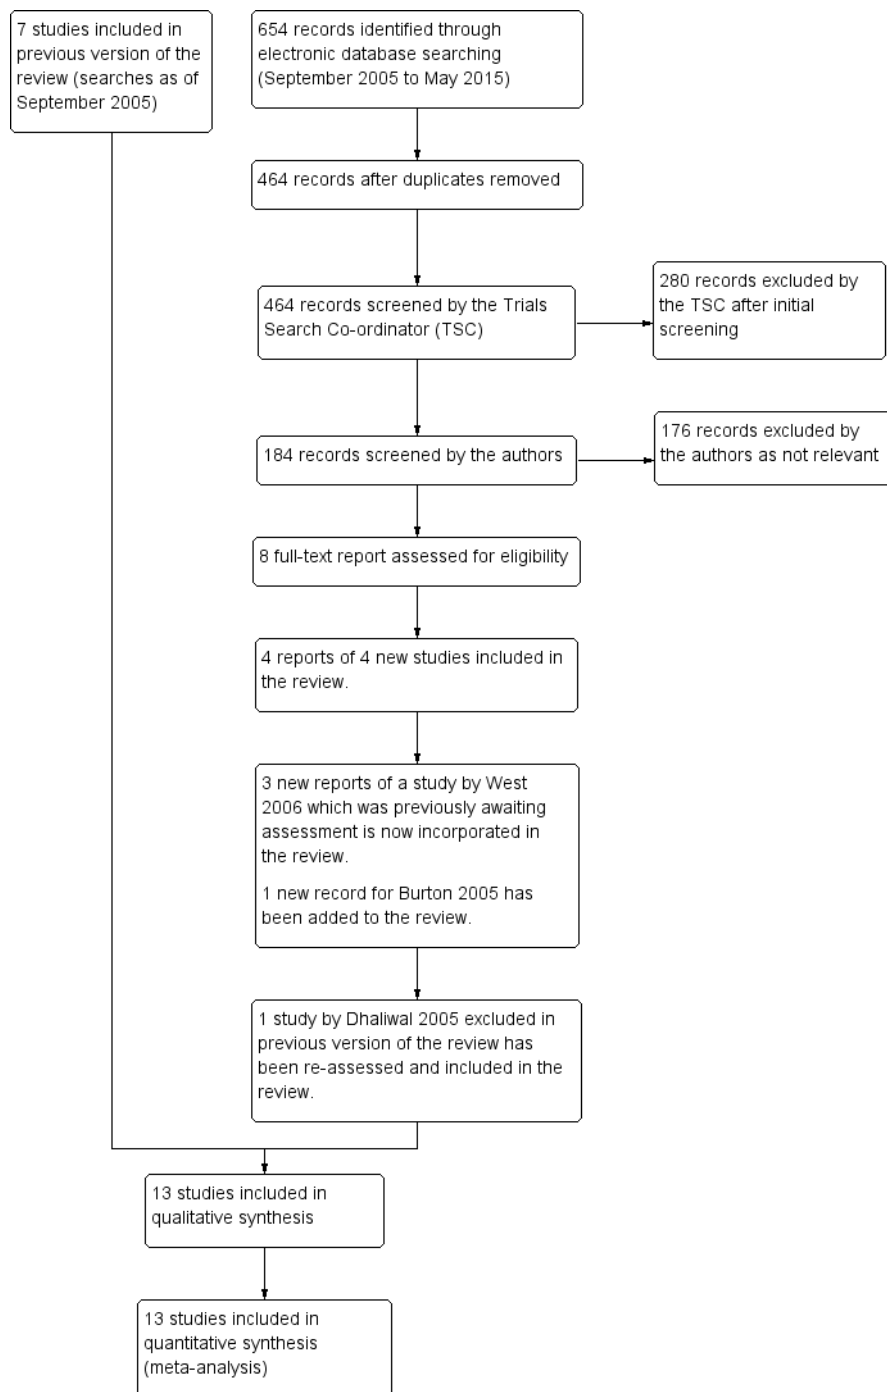 7 studies included in
previous version of the
review (searches as of
September 2005)
654 records identified through
electronic database searching
(September 2005 to May 2015)
464 records after duplicates removed
464 records screened by the Trials
Search Co-ordinator (TSC)
280 records excluded by
the TSC after initial
screening
184 records screened by the authors
176 records excluded by
the authors as not relevant
8 full-text report assessed for eligibility
4 reports of 4 new studies included in
the review.
3 new reports of a study by West
2006 which was previously awaiting
assessment is now incorporated in
the review.
1 new record for Burton 2005 has
been added to the review.
1 study by Dhaliwal 2005 excluded in
previous version of the review has
been re-assessed and included in the
review.
13 studies included in
qualitative synthesis
13 studies included in
quantitative synthesis
(meta-analysis)